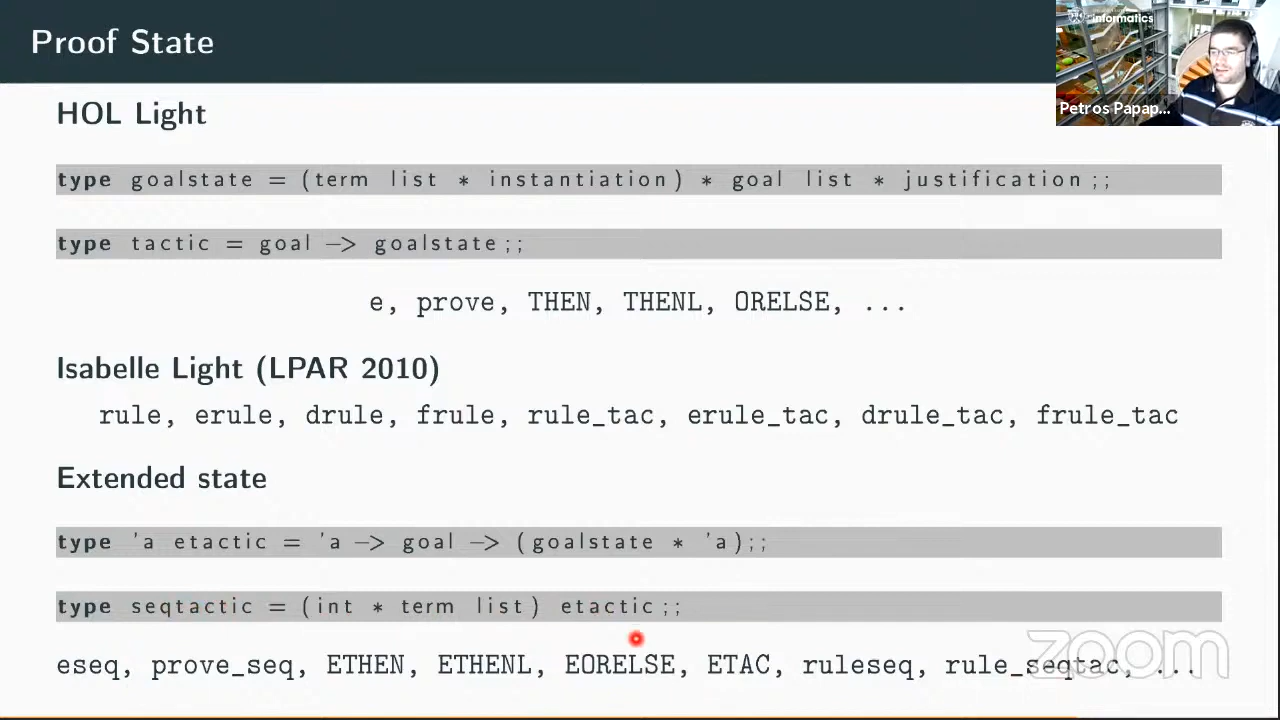 Proof State
informatics
Petros Papap...
HOL Light
type goalstate = (term list * instantiation) * goal list * justification;;
type tactic = goal -> goalstate;;
e, prove, THEN, THENL, ORELSE, ...
Isabelle Light (LPAR 2010)
rule, erule, drule, frule, rule_tac, erule_tac, drule_tac, frule_tac
Extended state
type 'a etactic = 'a -> goal -> (goalstate * 'a);;
type seqtactic = (int * term list) etactic;;
eseq, prove_seq, ETHEN, ETHENL, EORELSE, ETAC, ruleseq, rule_seqtac, ...
zoom